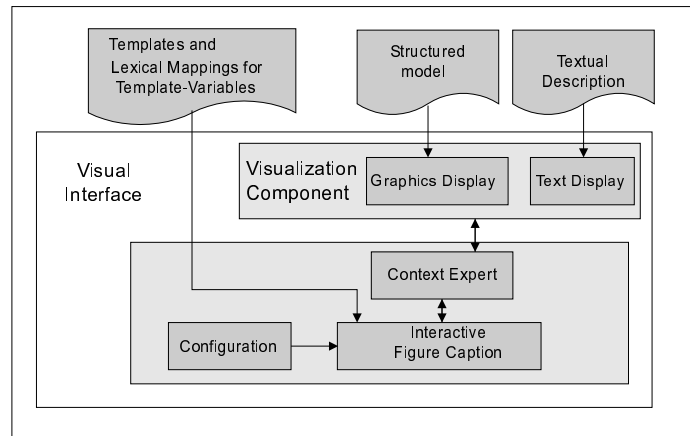 Templates and
Lexical Mappings for
Template-Variables
Structured
model
Textual
Description
Visual
Interface
Visualization
Component
Graphics Display
Text Display
Context Expert
Configuration
Interactive
Figure Caption